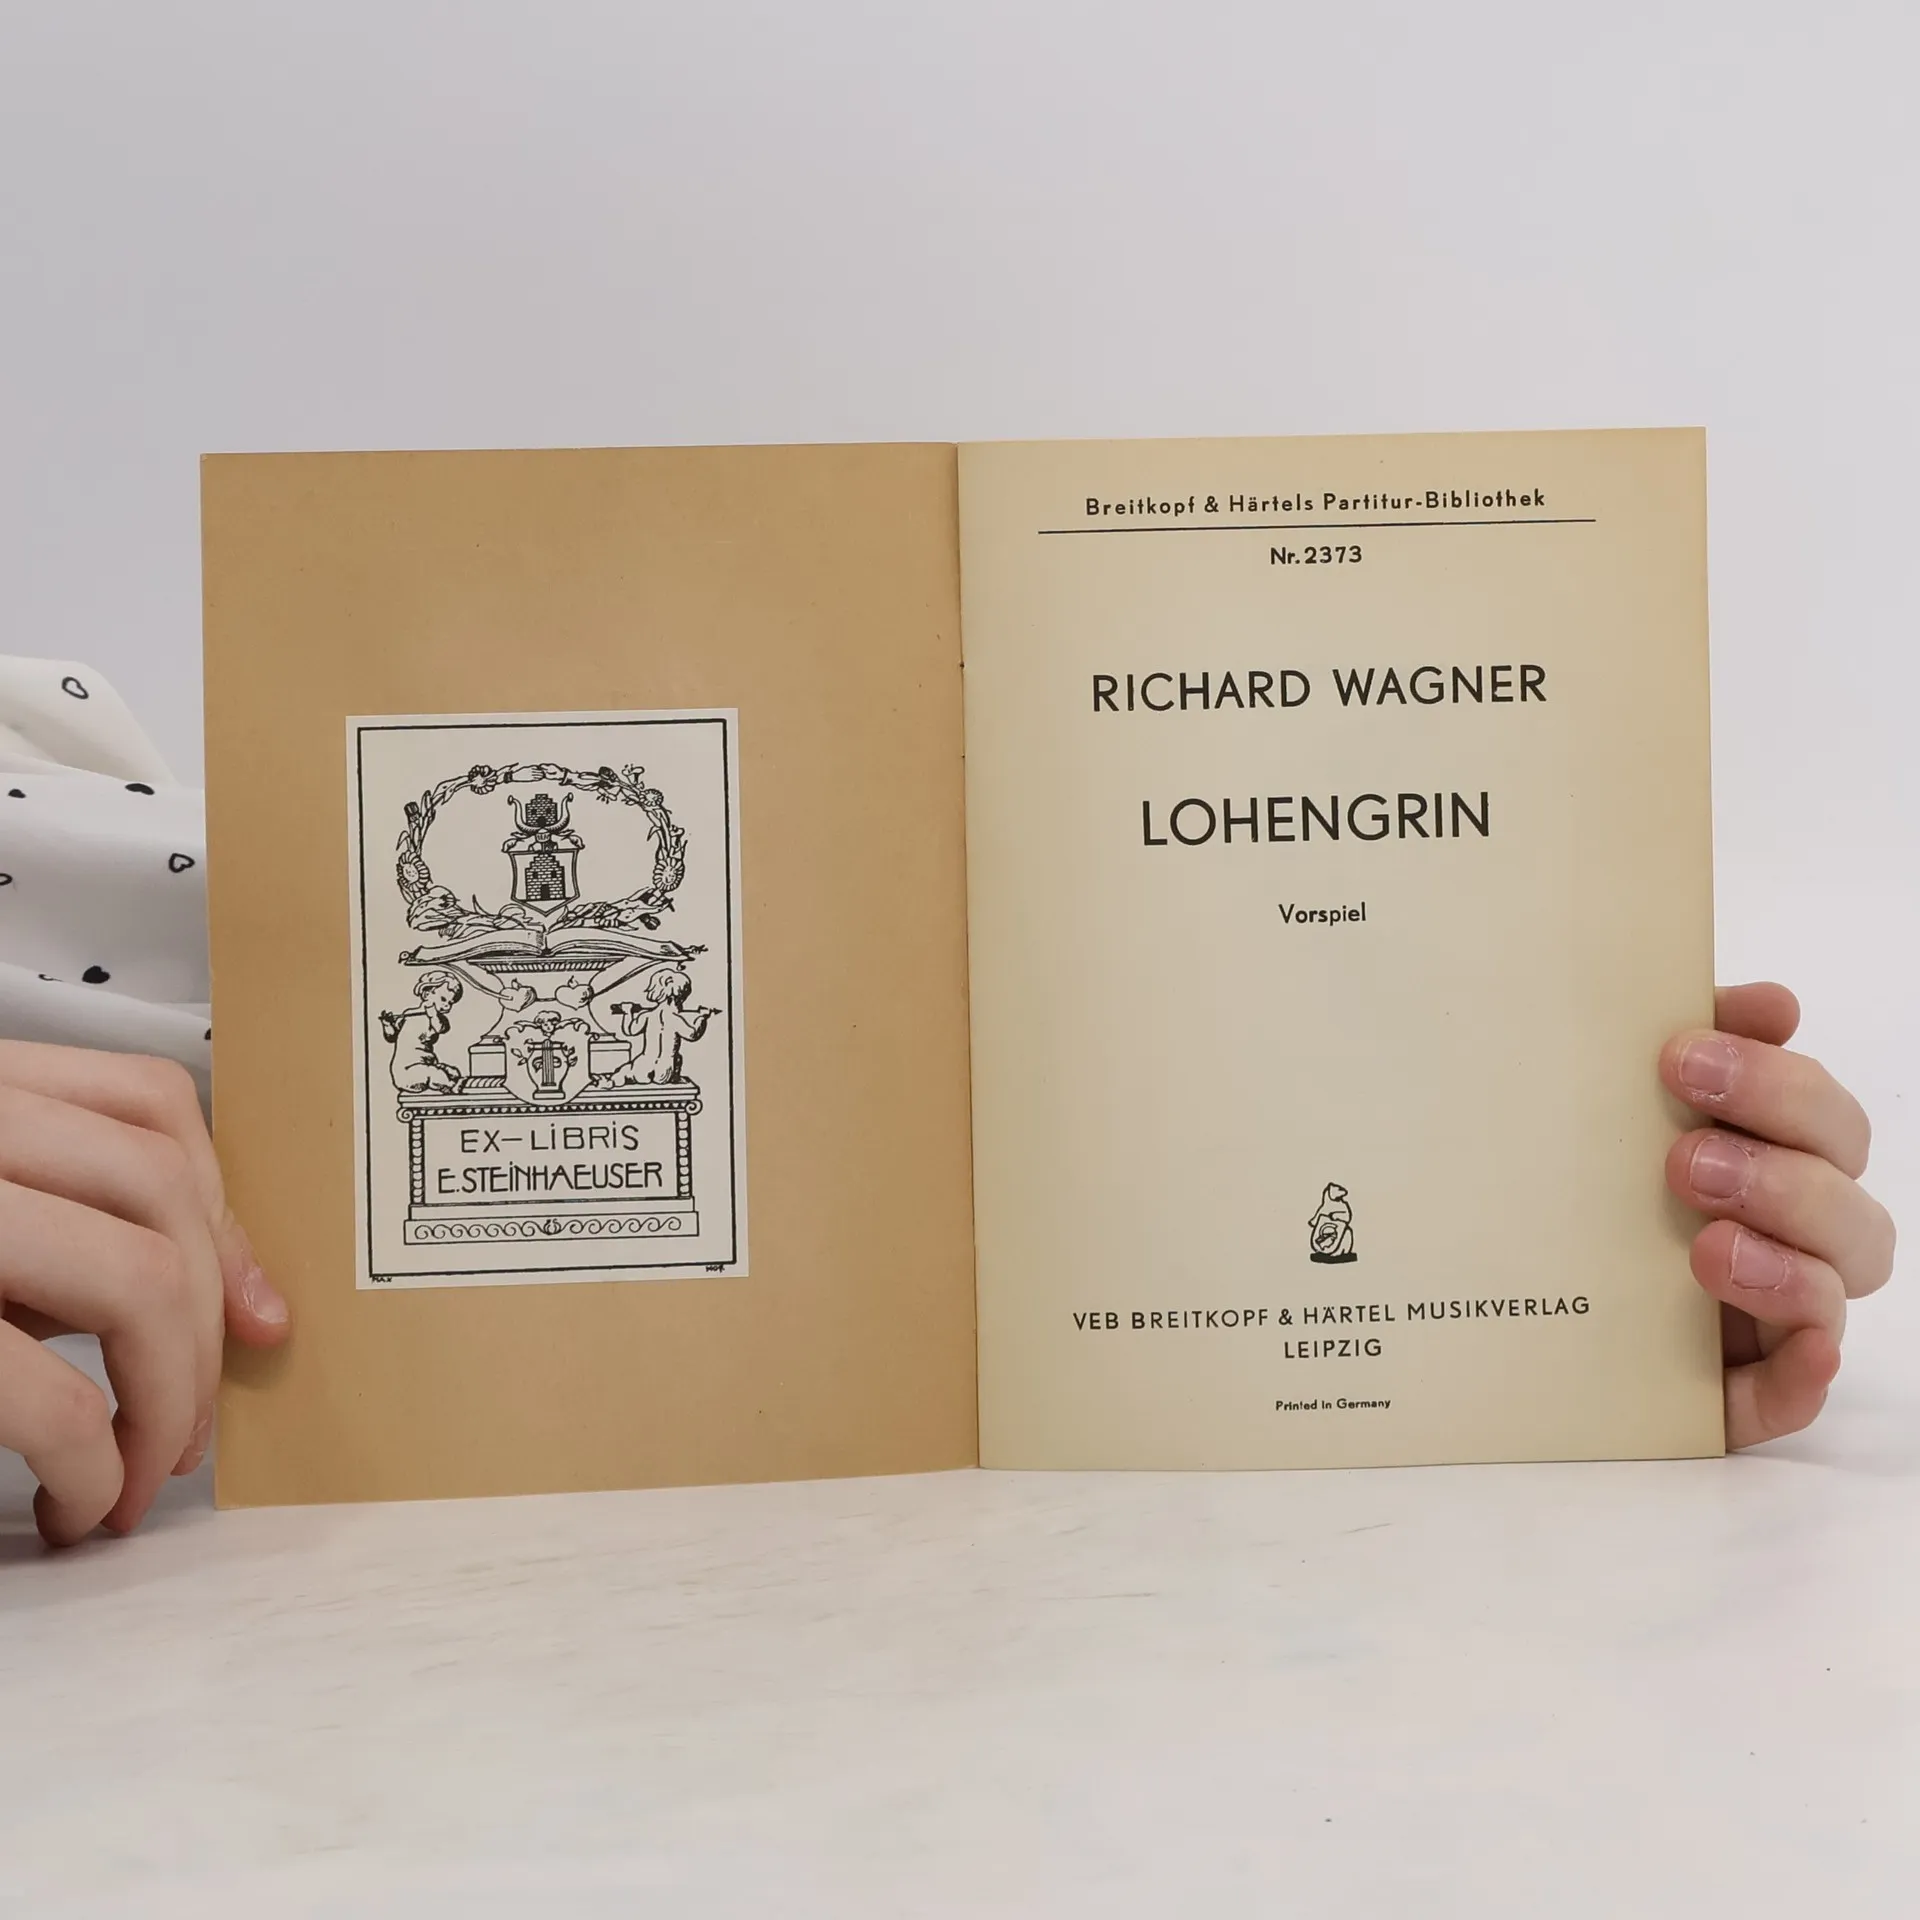 EX-LIBRIS
E. STEINHAEUSER
MAX
Breitkopf & Härtels Partitur-Bibliothek
Nr. 2373
RICHARD WAGNER
LOHENGRIN
Vorspiel
VEB BREITKOPF & HÄRTEL MUSIKVERLAG
LEIPZIG
Printed in Germany